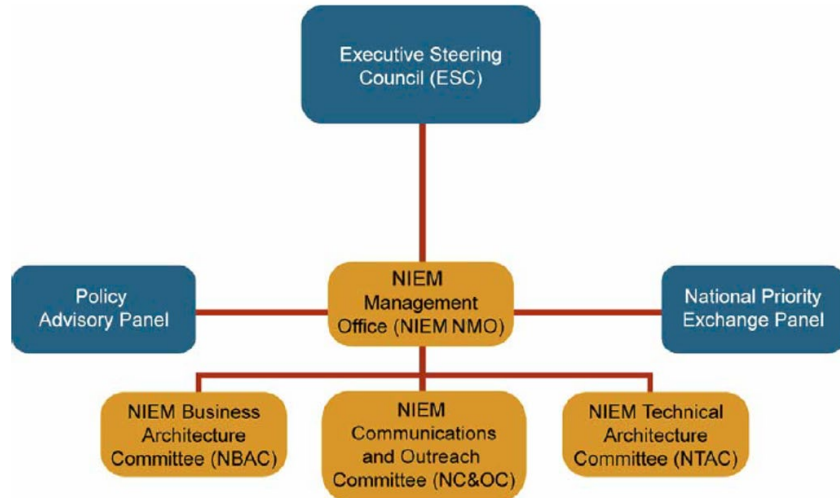 Executive Steering
Council (ESC)
Policy
Advisory Panel
NIEM
Management
Office (NIEM NMO)
National Priority
Exchange Panel
NIEM Business
Architecture
Committee (NBAC)
NIEM
Communications
and Outreach
Committee (NC&OC)
NIEM Technical
Architecture
Committee (NTAC)